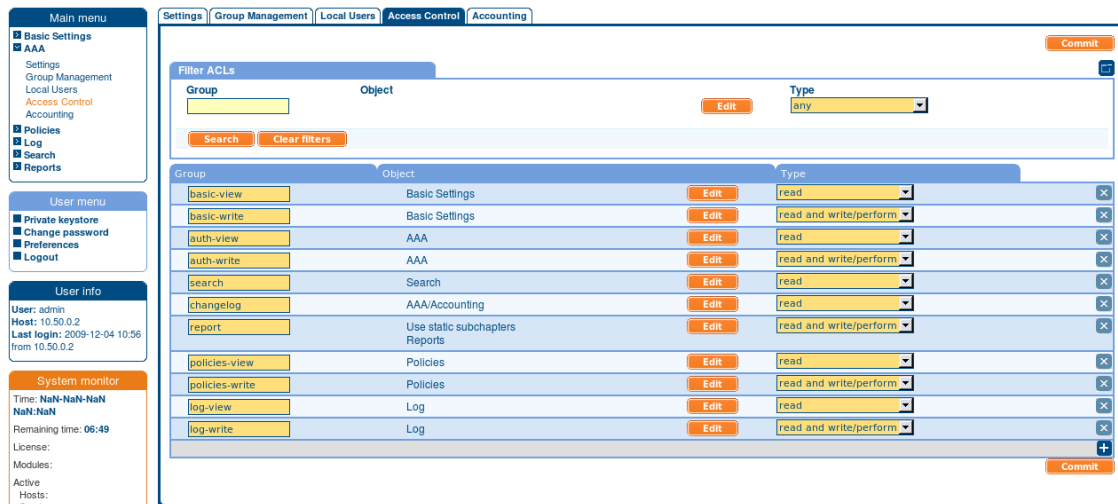 Main menu
Basic Settings
AAA
Settings
Group Management
Local Users
Access Control
Accounting
Policies
Log
Search
Reports
User menu
Private keystore
Change password
Preferences
Logout
User info
User: admin
Host: 10.50.0.2
Last login: 2009-12-04 10:56
from 10.50.0.2
System monitor
Time: NaN-NaN-NaN
NaN:NaN
Remaining time: 06:49
License:
Modules:
Active
Hosts:
Settings Group Management Local Users Access Control Accounting
Commit
Filter ACLs
Group Object Type
Edit any
Search Clear filters
Group Object Type
basic-view Basic Settings Edit read
basic-write Basic Settings Edit read and write/perform
auth-view AAA Edit read
auth-write AAA Edit read and write/perform
search Search Edit read
changelog AAA/Accounting Edit read
report Use static subchapters Edit read and write/perform
Reports
policies-view Policies Edit read
policies-write Policies Edit read and write/perform
log-view Log Edit read
log-write Log Edit read and write/perform
Commit